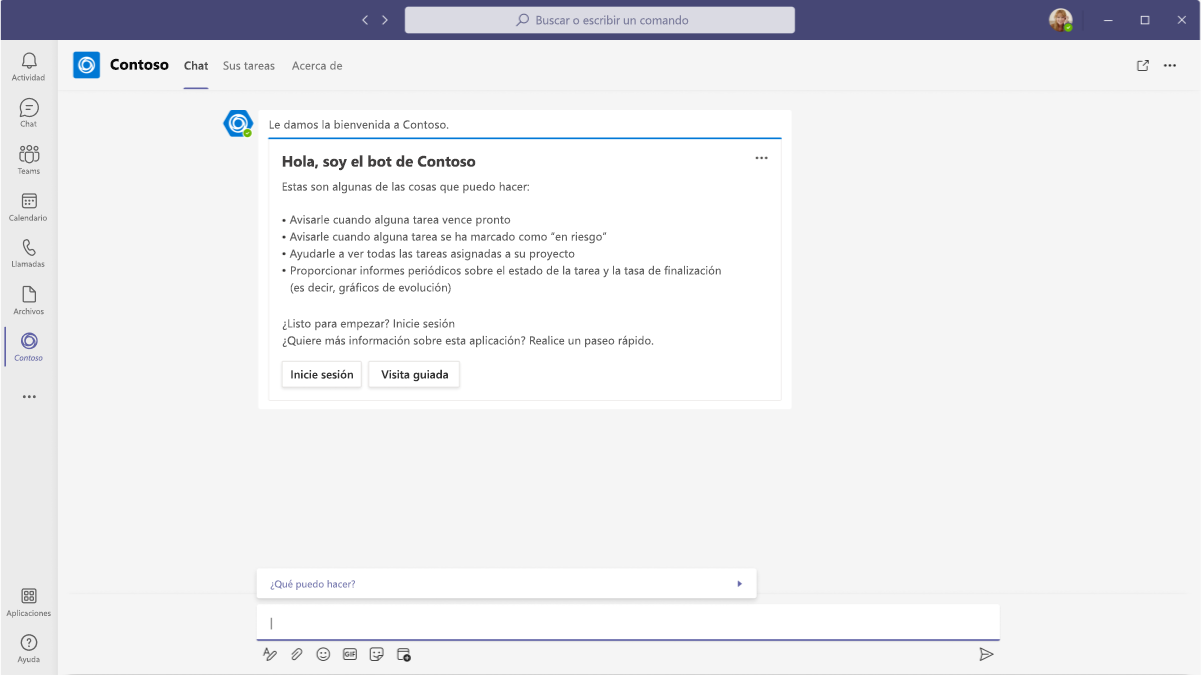 Buscar o escribir un comando
Actividad
Chat
Teams
Calendario
Llamadas
Archivos
Contoso
Aplicaciones
Ayuda
Contoso
Chat
Sus tareas
Acerca de
Le damos la bienvenida a Contoso.
Hola, soy el bot de Contoso
Estas son algunas de las cosas que puedo hacer:
• Avisarle cuando alguna tarea vence pronto
• Avisarle cuando alguna tarea se ha marcado como “en riesgo”
• Ayudarle a ver todas las tareas asignadas a su proyecto
• Proporcionar informes periódicos sobre el estado de la tarea y la tasa de finalización
(es decir, gráficos de evolución)
¿Listo para empezar? Inicie sesión
¿Quiere más información sobre esta aplicación? Realice un paseo rápido.
Inicie sesión
Visita guiada
¿Qué puedo hacer?
GIF